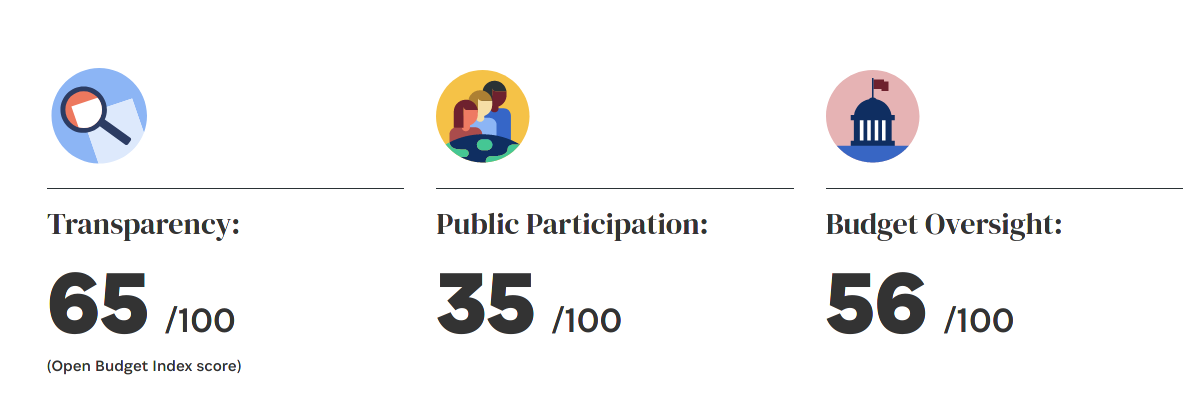 Transparency:
65 /100
(Open Budget Index score)
Public Participation:
35 /100
Budget Oversight:
56 /100